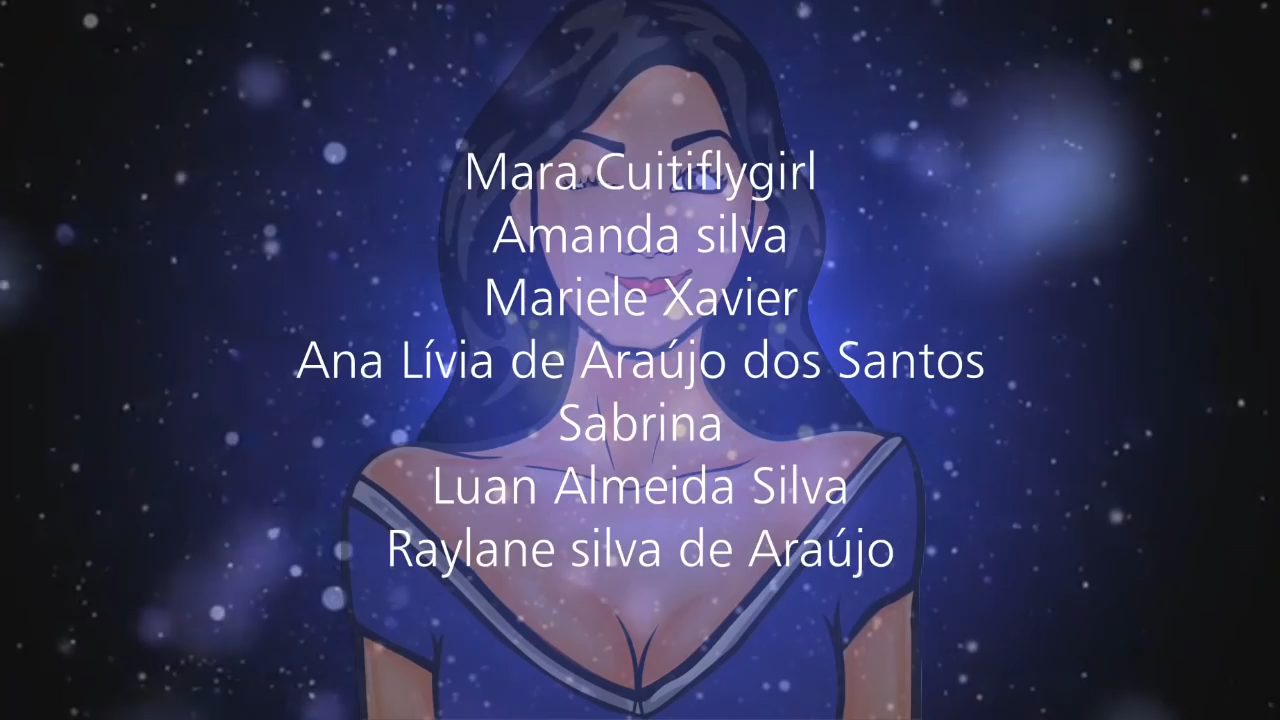 Mara Cuitiflygirl
Amanda silva
Mariele Xavier
Ana Lívia de Araújo dos Santos
Sabrina
Luan Almeida Silva
Raylane silva de Araújo